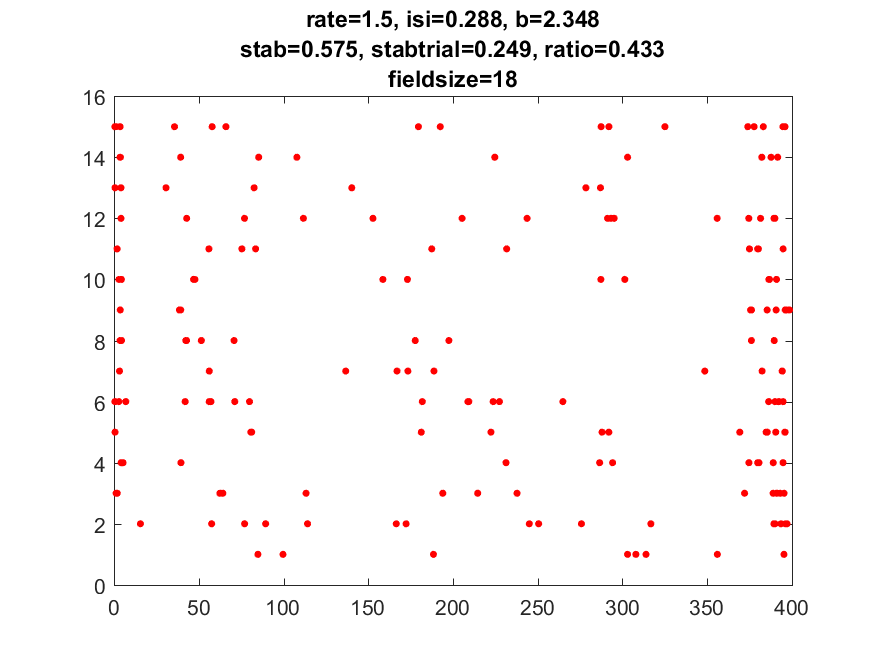 rate=1.5, isi=0.288, b=2.348
stab=0.575, stabtrial=0.249, ratio=0.433
fieldsize=18
16
14
12
10
8
6
4
2
0
0 50 100 150 200 250 300 350 400